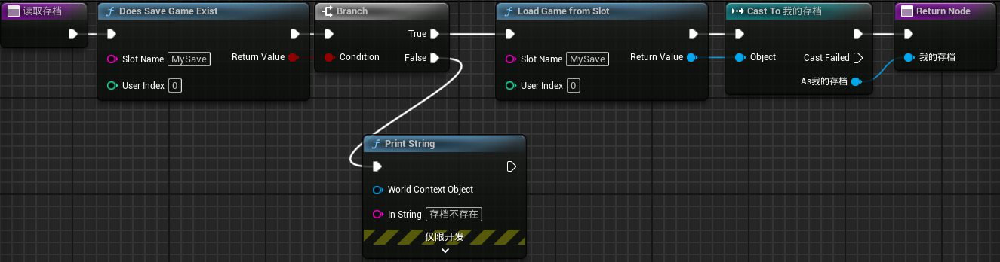 读取存档
Does Save Game Exist
Slot Name MySave
Return Value
User Index 0
Branch
True
Condition
False
Load Game from Slot
Slot Name MySave
Return Value
User Index 0
Cast To 我的存档
Object
Cast Failed
As我的存档
Return Node
我的存档
Print String
World Context Object
In String 存档不存在
仅限开发